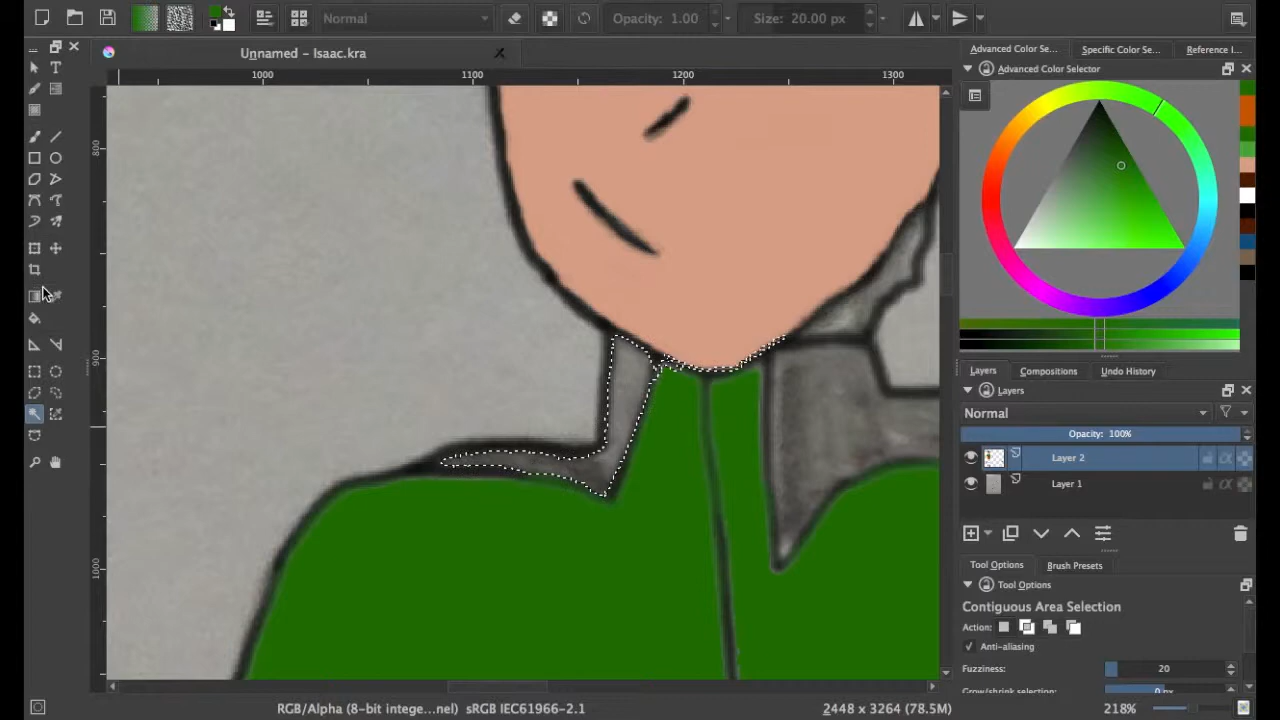 Normal
Opacity: 1.00
Size: 20.00 px
Unnamed - Isaac.kra
Advanced Color Se...
Specific Color Se...
Reference I...
Advanced Color Selector
1000
1100
1200
1300
800
900
1000
Layers
Compositions
Undo History
Layers
Normal
Opacity: 100%
Layer 2
Layer 1
Tool Options
Brush Presets
Tool Options
Contiguous Area Selection
Action:
Anti-aliasing
Fuzziness:
20
Grow/shrink selection:
0 px
RGB/Alpha (8-bit intege...nel) sRGB IEC61966-2.1
2448 x 3264 (78.5M)
218%